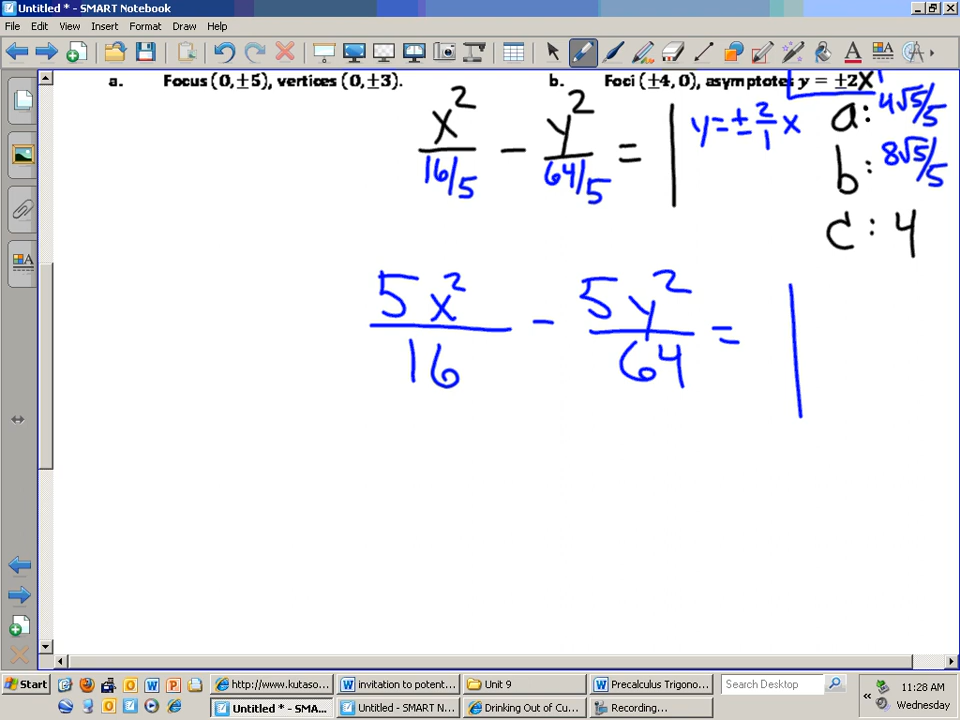 Untitled * - SMART Notebook
File Edit View Insert Format Draw Help
a. Focus (0,±5), vertices (0,±3).
b. Foci (±4, 0), asymptotes y = ±2x
x² / 16/5 − y² / 64/5 = 1
y = ± 2/1 x
a: 4√5/5
b: 8√5/5
c: 4
5x²/16 − 5y²/64 = 1
Start
http://www.kutaso...
invitation to potent...
Unit 9
Precalculus Trigono...
Search Desktop
11:28 AM
Untitled * - SMA...
Untitled - SMART N...
Drinking Out of Cu...
Recording...
Wednesday